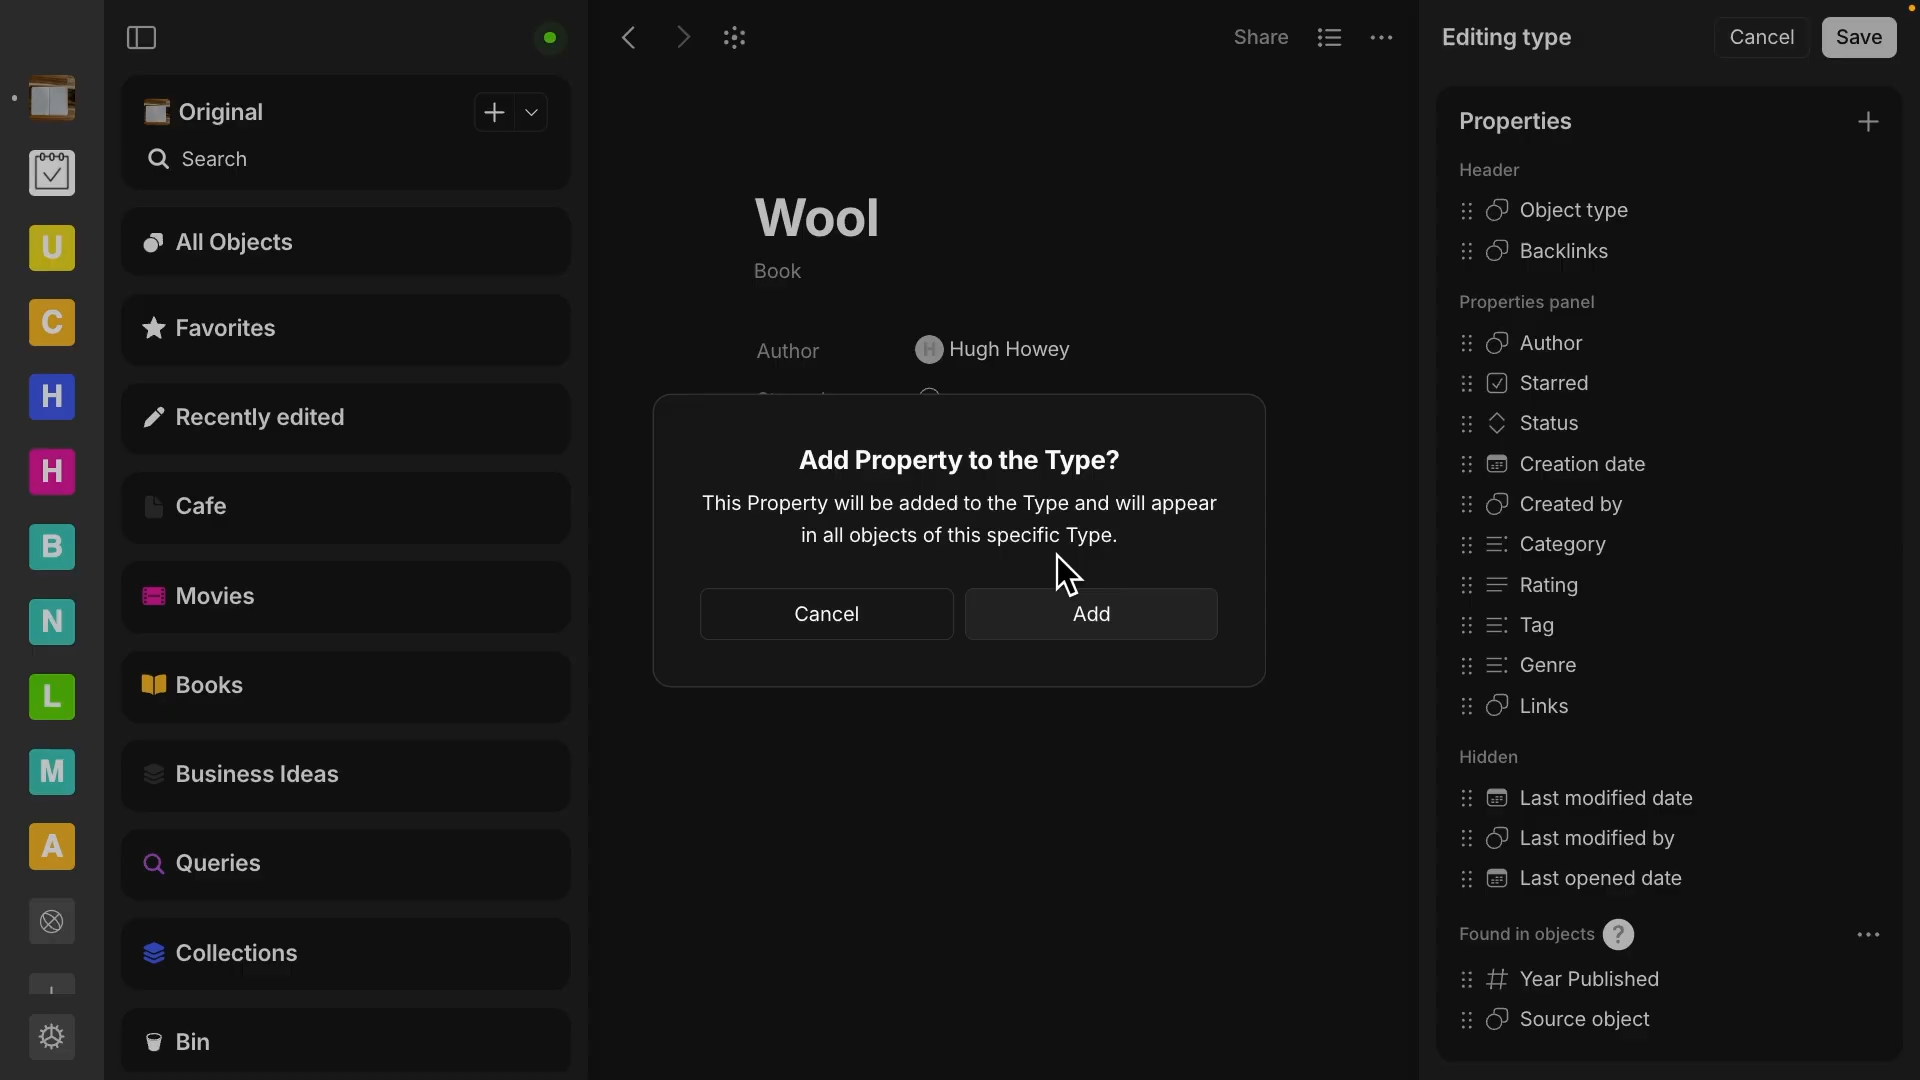 U
C
H
H
B
N
L
M
A
Original
Search
All Objects
Favorites
Recently edited
Cafe
Movies
Books
Business Ideas
Queries
Collections
Bin
Share
Wool
Book
Author
H Hugh Howey
Add Property to the Type?
This Property will be added to the Type and will appear
in all objects of this specific Type.
Cancel
Add
Editing type
Cancel
Save
Properties
Header
Object type
Backlinks
Properties panel
Author
Starred
Status
Creation date
Created by
Category
Rating
Tag
Genre
Links
Hidden
Last modified date
Last modified by
Last opened date
Found in objects ?
Year Published
Source object